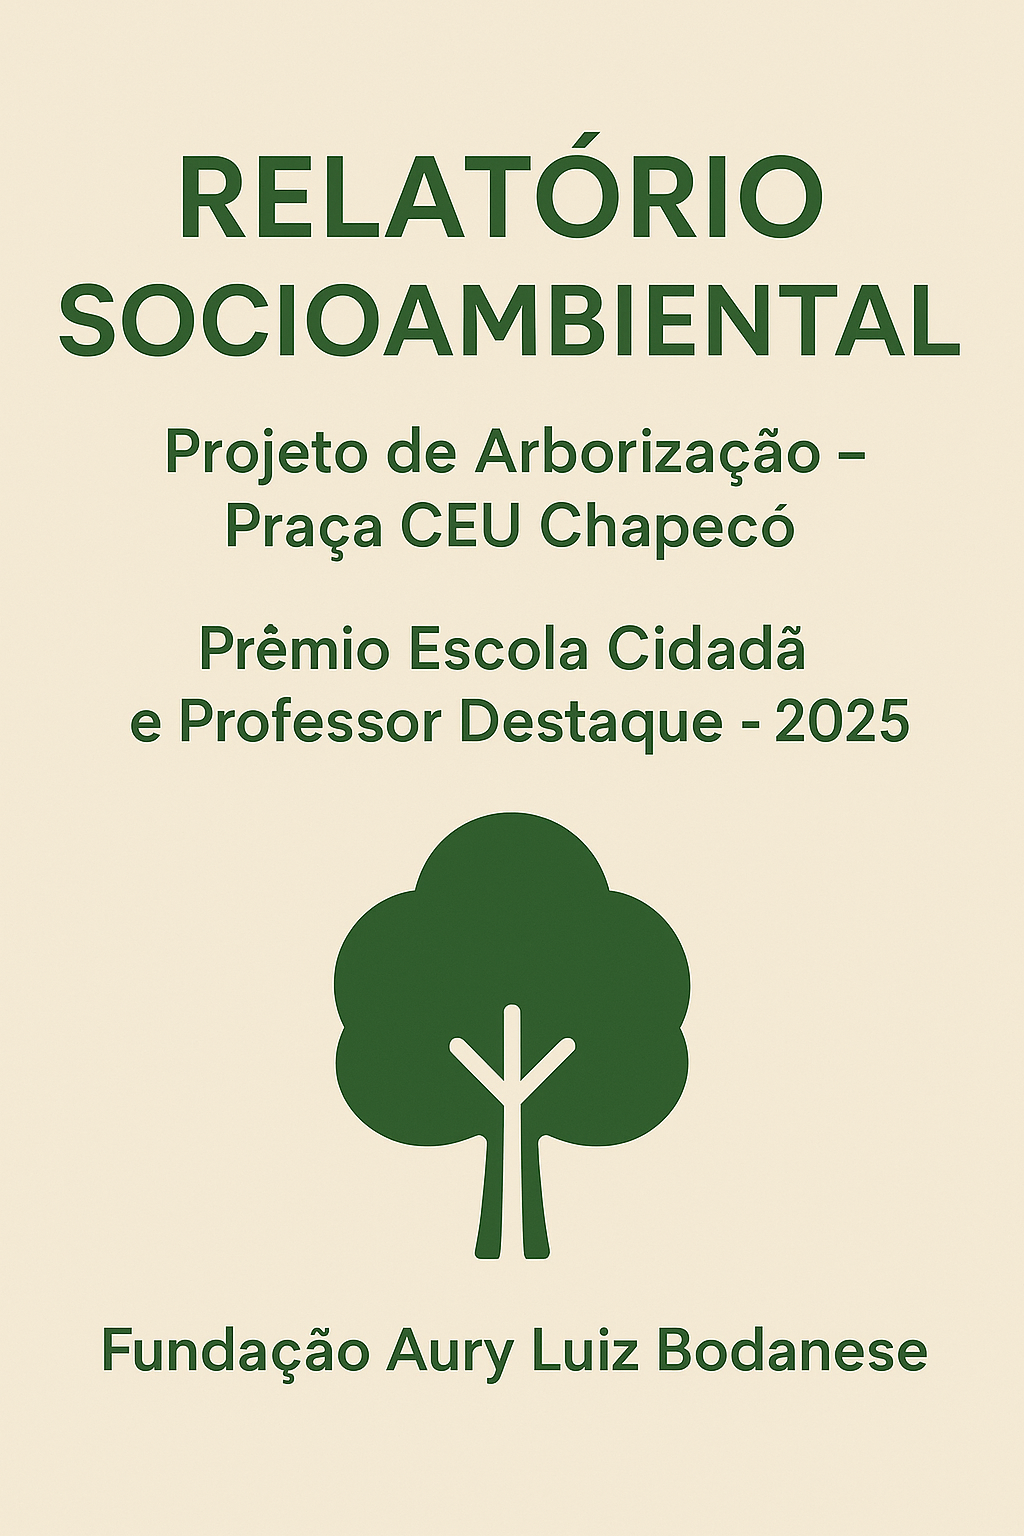 RELATÓRIO
SOCIOAMBIENTAL
Projeto de Arborização –
Praça CEU Chapecó
Prêmio Escola Cidadã
e Professor Destaque - 2025
Fundação Aury Luiz Bodanese